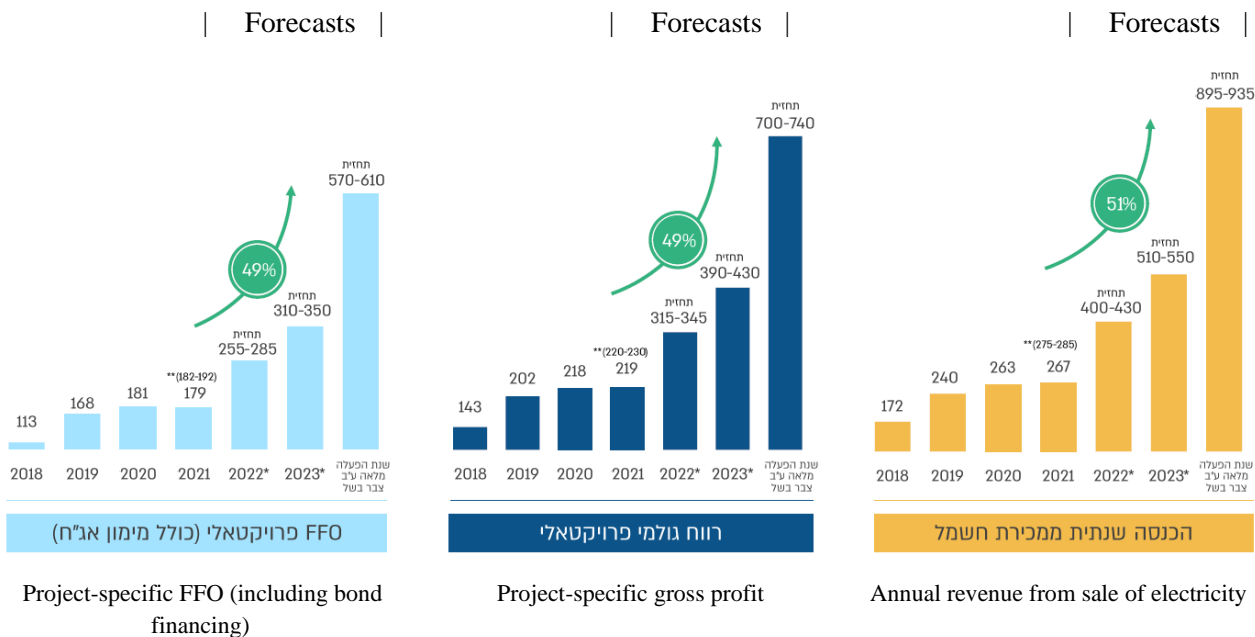 | Forecasts |
תחזית
570-610
49%
תחזית
310-350
תחזית
255-285
**(182-192)
179
181
168
113
2018 2019 2020 2021 2022* 2023* שנת הפעלה
מלאה ע"ב
צבר בשל
FFO פרויקטאלי (כולל מימון אג"ח)
Project-specific FFO (including bond
financing)
| Forecasts |
תחזית
700-740
49%
תחזית
390-430
תחזית
315-345
**(220-230)
219
218
202
143
2018 2019 2020 2021 2022* 2023* שנת הפעלה
מלאה ע"ב
צבר בשל
רווח גולמי פרויקטאלי
Project-specific gross profit
| Forecasts |
תחזית
895-935
51%
תחזית
510-550
תחזית
400-430
**(275-285)
267
263
240
172
2018 2019 2020 2021 2022* 2023* שנת הפעלה
מלאה ע"ב
צבר בשל
הכנסה שנתית ממכירת חשמל
Annual revenue from sale of electricity